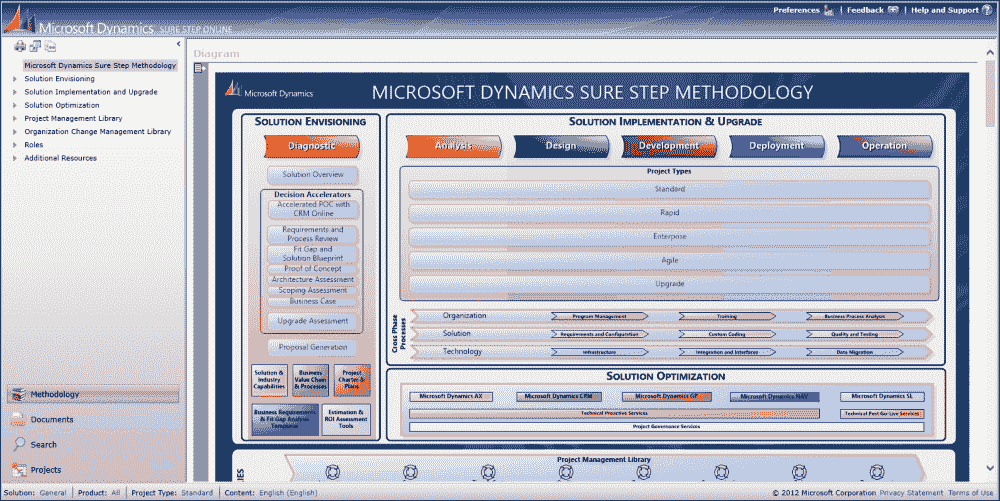 Preferences | Feedback | Help and Support
Microsoft Dynamics SURE STEP ONLINE
Microsoft Dynamics Sure Step Methodology
Solution Envisioning
Solution Implementation and Upgrade
Solution Optimization
Project Management Library
Organization Change Management Library
Roles
Additional Resources
Methodology
Documents
Search
Projects
Diagram
Microsoft Dynamics
MICROSOFT DYNAMICS SURE STEP METHODOLOGY
SOLUTION ENVISIONING
Diagnostic
Solution Overview
Decision Accelerators
Accelerated POC with
CRM Online
Requirements and
Process Review
Fit Gap and
Solution Blueprint
Proof of Concept
Architecture Assessment
Scoping Assessment
Business Case
Upgrade Assessment
Proposal Generation
Solution &
Industry
Capabilities
Business
Value Chain
& Processes
Project
Charter &
Plans
Business Requirements
& Fit Gap Analysis
Templates
Estimation &
ROI Assessment
Tools
SOLUTION IMPLEMENTATION & UPGRADE
Analysis
Design
Development
Deployment
Operation
Project Types
Standard
Rapid
Enterprise
Agile
Upgrade
Cross Phase
Processes
Organization
Program Management
Training
Business Process Analysis
Solution
Requirements and Configuration
Custom Coding
Quality and Testing
Technology
Infrastructure
Integration and Interfaces
Data Migration
SOLUTION OPTIMIZATION
Microsoft Dynamics AX
Microsoft Dynamics CRM
Microsoft Dynamics GP
Microsoft Dynamics NAV
Microsoft Dynamics SL
Technical Proactive Services
Technical Post Go-Live Services
Project Governance Services
Project Management Library
Solution: General | Product: All | Project Type: Standard | Content: English (English)
© 2012 Microsoft Corporation Privacy Statement Terms of Use